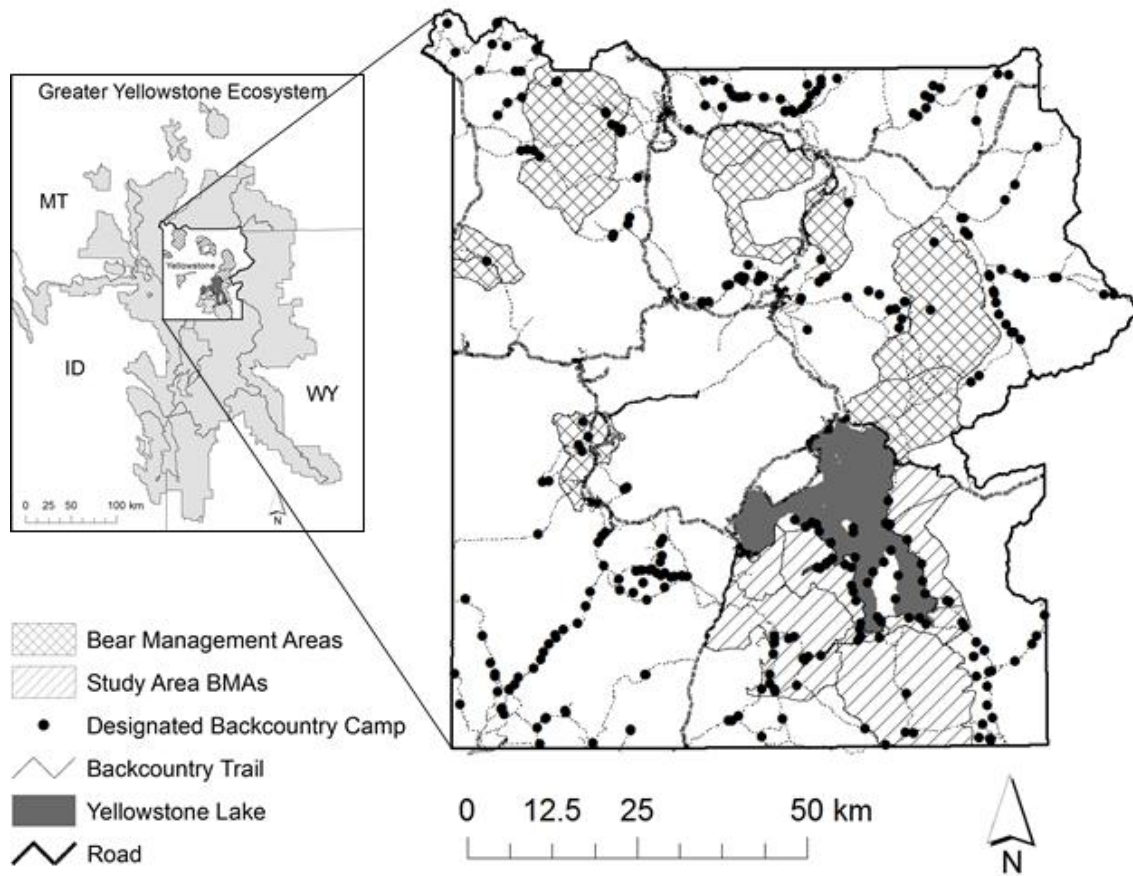 Greater Yellowstone Ecosystem
MT
Yellowstone
ID
WY
0 25 50 100 km
N
Bear Management Areas
Study Area BMAs
Designated Backcountry Camp
Backcountry Trail
Yellowstone Lake
Road
0 12.5 25 50 km
N